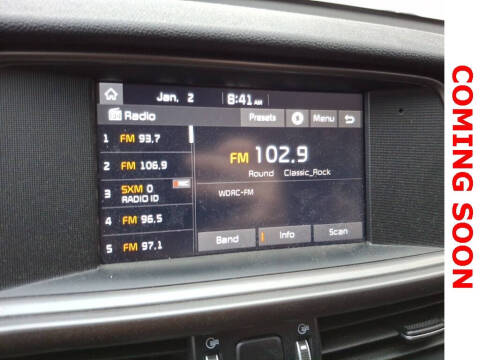 Jan. 2 8:41 AM
Radio Presets Menu
1 FM 93.7
2 FM 106.9
3 SXM 0
RADIO ID
4 FM 96.5
5 FM 97.1
FM 102.9
Round Classic_Rock
WDRC-FM
Band Info Scan
COMING SOON